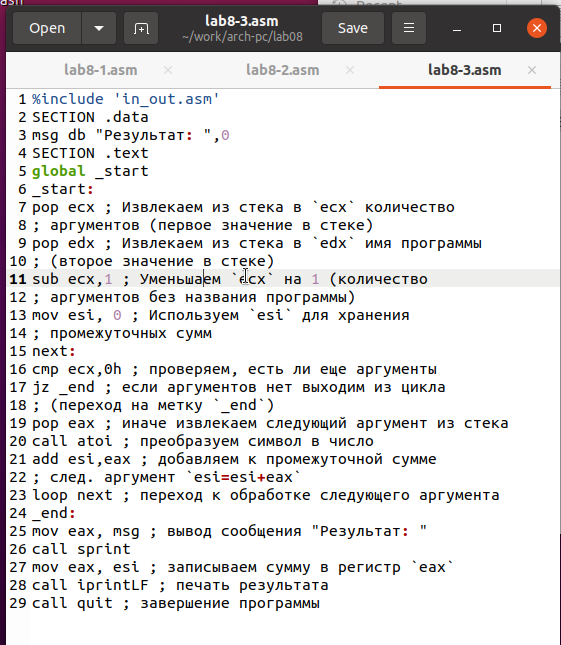 Open
lab8-3.asm
~/work/arch-pc/lab08
Save
lab8-1.asm
lab8-2.asm
lab8-3.asm
1 %include 'in_out.asm'
2 SECTION .data
3 msg db "Результат: ",0
4 SECTION .text
5 global _start
6 _start:
7 pop ecx ; Извлекаем из стека в `ecx` количество
8 ; аргументов (первое значение в стеке)
9 pop edx ; Извлекаем из стека в `edx` имя программы
10 ; (второе значение в стеке)
11 sub ecx,1 ; Уменьшаем `ecx` на 1 (количество
12 ; аргументов без названия программы)
13 mov esi, 0 ; Используем `esi` для хранения
14 ; промежуточных сумм
15 next:
16 cmp ecx,0h ; проверяем, есть ли еще аргументы
17 jz _end ; если аргументов нет выходим из цикла
18 ; (переход на метку `_end`)
19 pop eax ; иначе извлекаем следующий аргумент из стека
20 call atoi ; преобразуем символ в число
21 add esi,eax ; добавляем к промежуточной сумме
22 ; след. аргумент `esi=esi+eax`
23 loop next ; переход к обработке следующего аргумента
24 _end:
25 mov eax, msg ; вывод сообщения "Результат: "
26 call sprint
27 mov eax, esi ; записываем сумму в регистр `eax`
28 call iprintLF ; печать результата
29 call quit ; завершение программы